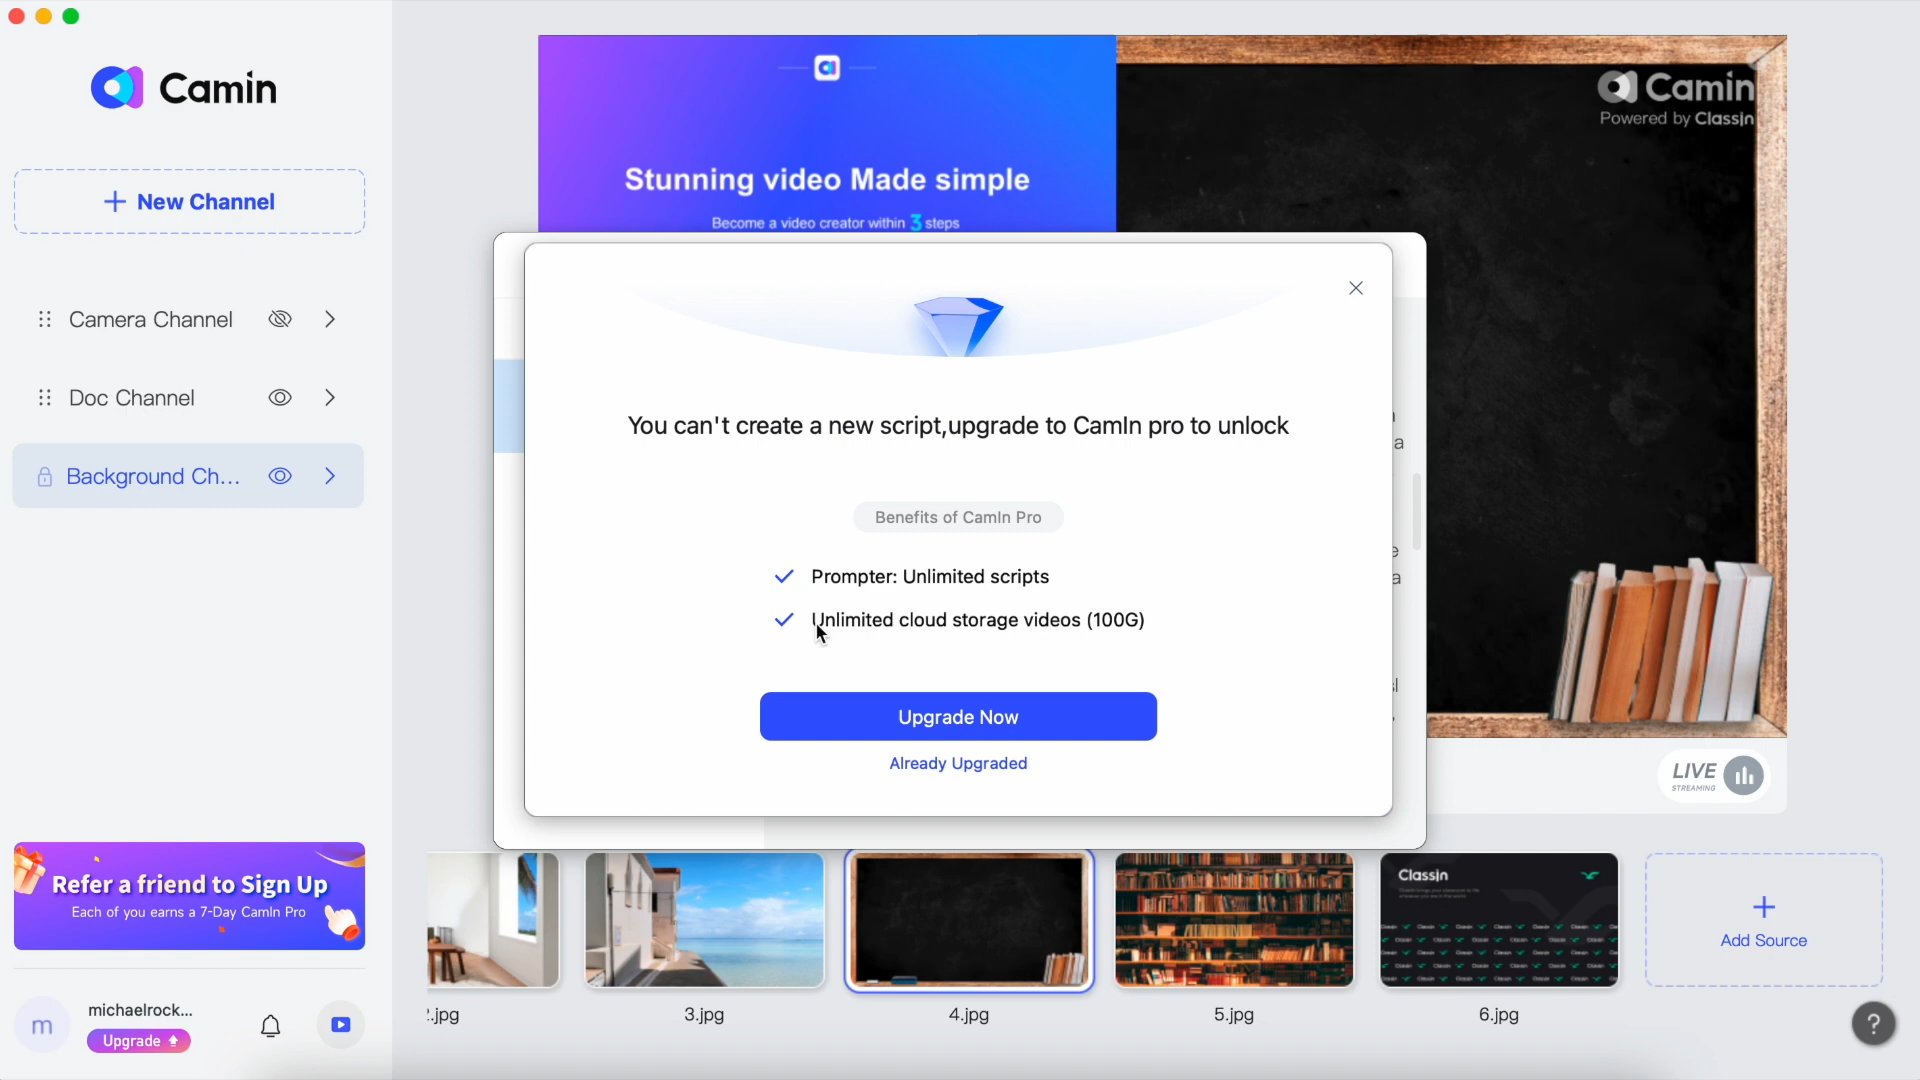 Camin
New Channel
Camera Channel
Doc Channel
Background Ch...
Refer a friend to Sign Up
Each of you earns a 7-Day CamIn Pro
michaelrock...
Upgrade
m
Stunning video Made simple
Become a video creator within 3 steps
Camin
Powered by ClassIn
You can't create a new script,upgrade to CamIn pro to unlock
Benefits of CamIn Pro
Prompter: Unlimited scripts
Unlimited cloud storage videos (100G)
Upgrade Now
Already Upgraded
LIVE
STREAMING
ClassIn
Add Source
.jpg
3.jpg
4.jpg
5.jpg
6.jpg
?